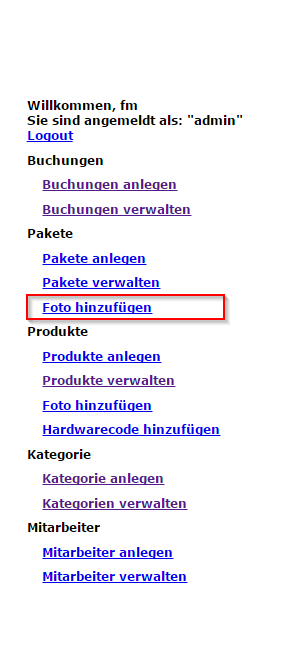 Willkommen, fm
Sie sind angemeldet als: "admin"
Logout
Buchungen
Buchungen anlegen
Buchungen verwalten
Pakete
Pakete anlegen
Pakete verwalten
Foto hinzufügen
Produkte
Produkte anlegen
Produkte verwalten
Foto hinzufügen
Hardwarecode hinzufügen
Kategorie
Kategorie anlegen
Kategorien verwalten
Mitarbeiter
Mitarbeiter anlegen
Mitarbeiter verwalten